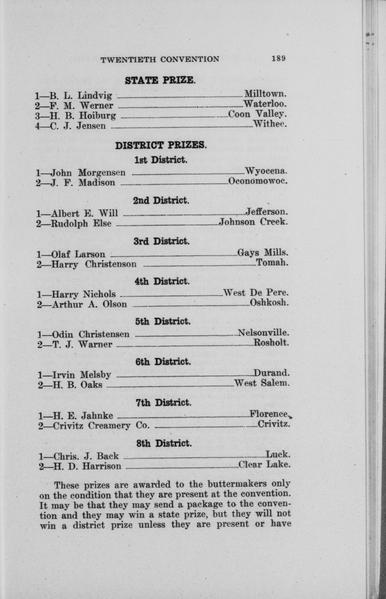 TWENTIETH CONVENTION 189
STATE PRIZE.
1—B. L. Lindvig Milltown.
2—F. M. Werner Waterloo.
3—H. B. Hoiburg Coon Valley.
4—C. J. Jensen Withee.
DISTRICT PRIZES.
1st District.
1—John Morgensen Wyocena.
2—J. F. Madison Oconomowoc.
2nd District.
1—Albert E. Will Jefferson.
2—Rudolph Else Johnson Creek.
3rd District.
1—Olaf Larson Gays Mills.
2—Harry Christenson Tomah.
4th District.
1—Harry Nichols West De Pere.
2—Arthur A. Olson Oshkosh.
5th District.
1—Odin Christensen Nelsonville.
2—T. J. Warner Rosholt.
6th District.
1—Irvin Melsby Durand.
2—H. B. Oaks West Salem.
7th District.
1—H. E. Jahnke Florence.
2—Crivitz Creamery Co. Crivitz.
8th District.
1—Chris. J. Back Luck.
2—H. D. Harrison Clear Lake.
These prizes are awarded to the buttermakers only
on the condition that they are present at the convention.
It may be that they may send a package to the conven-
tion and they may win a state prize, but they will not
win a district prize unless they are present or have